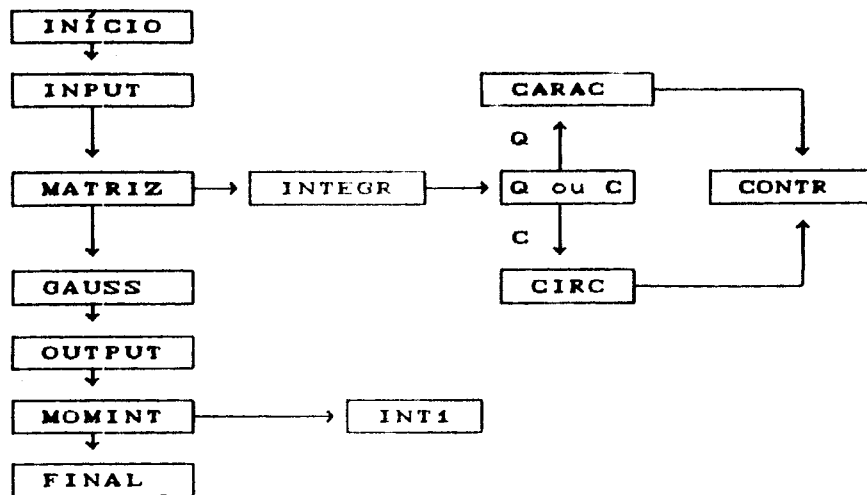 INÍCIO
INPUT
CARAC
Q
MATRIZ
INTEGR
Q ou C
CONTR
C
GAUSS
CIRC
OUTPUT
MOMINT
INT1
FINAL